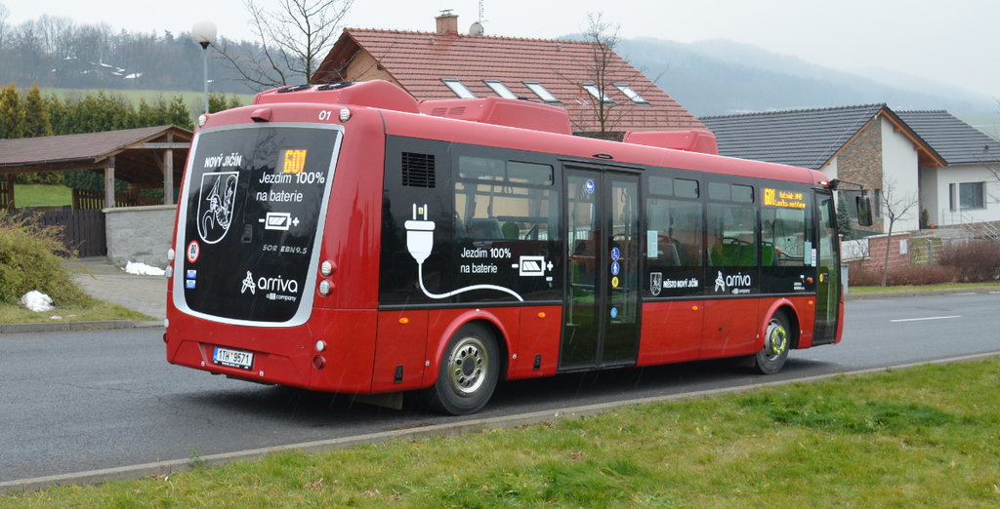 01
NOVÝ JIČÍN
601
Jezdím 100%
na baterie
SOR EBN9.5
80
arriva
a DB company
1TH 9571
Jezdím 100%
na baterie
MĚSTO NOVÝ JIČÍN
arriva
a DB company
601